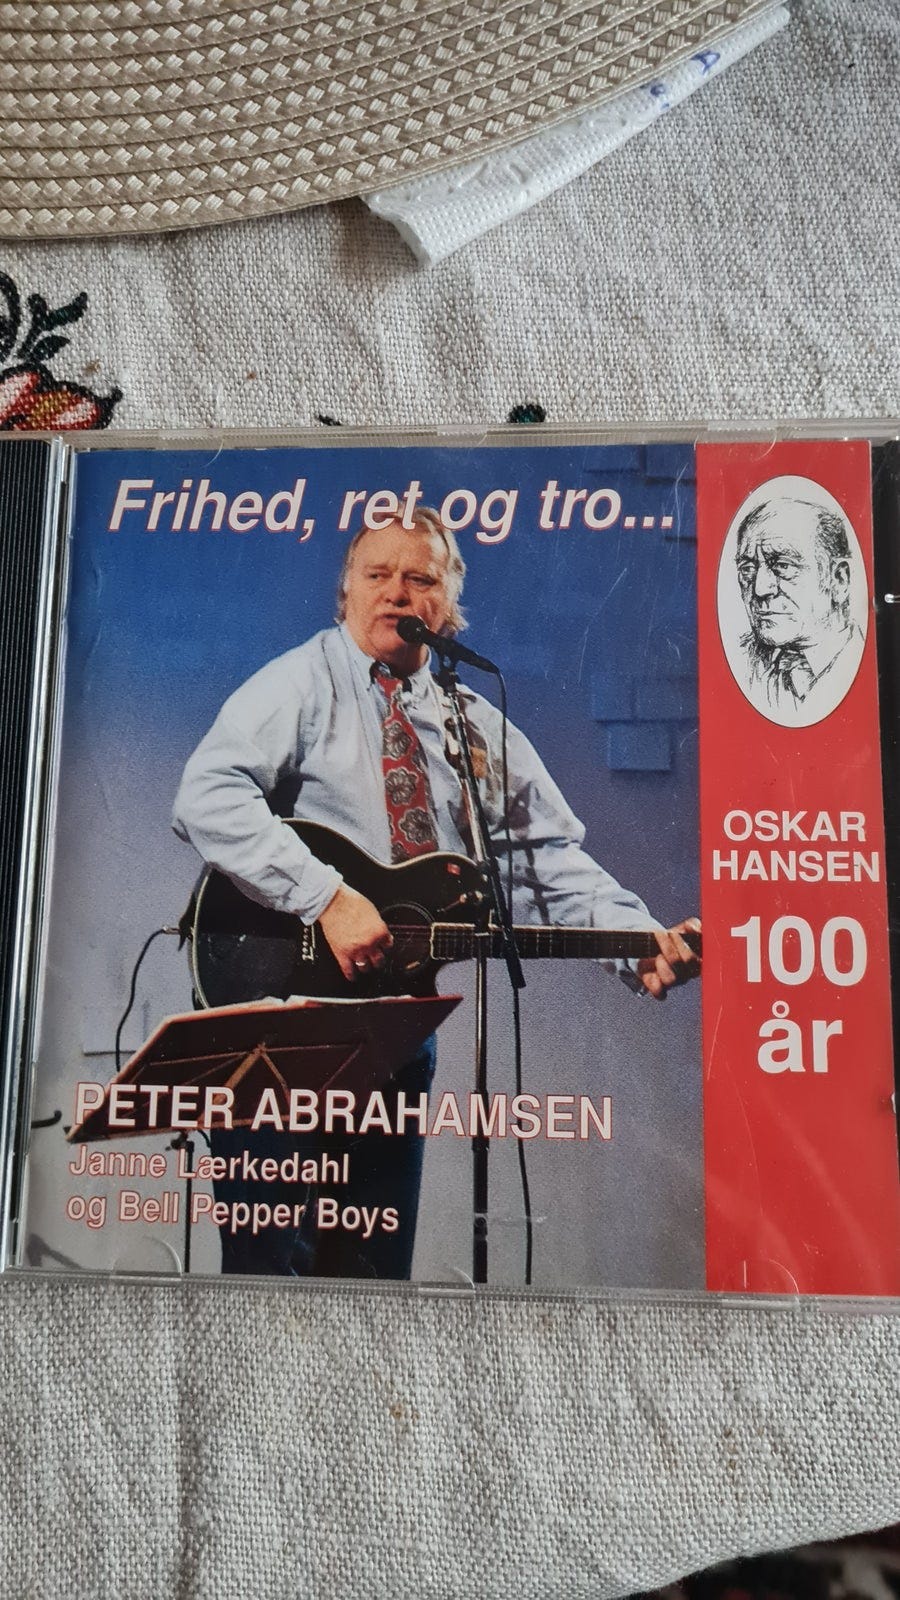 Frihed, ret og tro...
OSKAR
HANSEN
100
år
PETER ABRAHAMSEN
Janne Lærkedahl
og Bell Pepper Boys